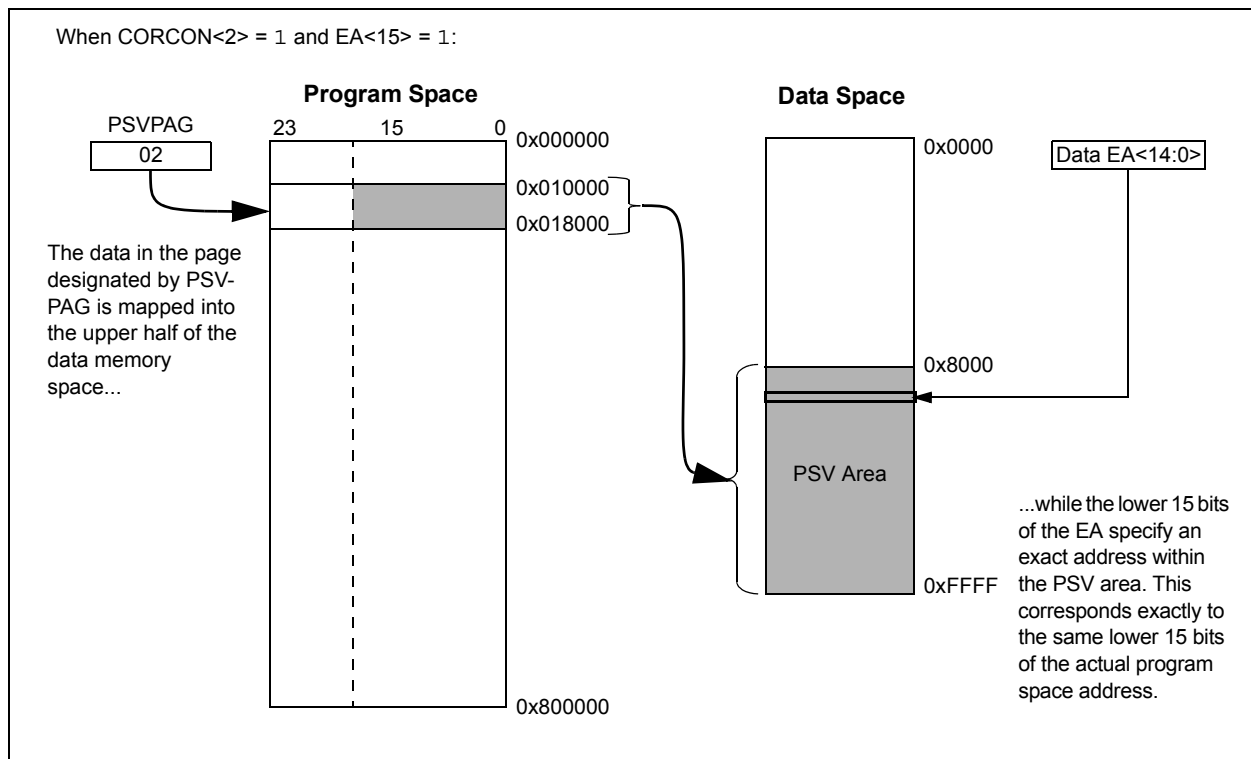 When CORCON<2> = 1 and EA<15> = 1:
Program Space
Data Space
PSVPAG
02
23 15 0
0x000000
0x010000
0x018000
0x800000
The data in the page
designated by PSV-
PAG is mapped into
the upper half of the
data memory
space...
0x0000
0x8000
0xFFFF
PSV Area
Data EA<14:0>
...while the lower 15 bits
of the EA specify an
exact address within
the PSV area. This
corresponds exactly to
the same lower 15 bits
of the actual program
space address.